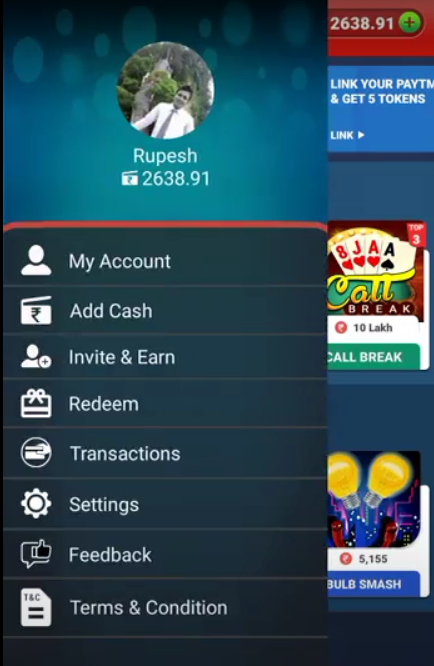 2638.91
LINK YOUR PAYTM
& GET 5 TOKENS
LINK
Rupesh
₹ 2638.91
My Account
₹
Add Cash
Invite & Earn
Redeem
Transactions
Settings
Feedback
T&C
Terms & Condition
TOP
3
8 J A A
Call
BREAK
₹ 10 Lakh
CALL BREAK
₹ 5,155
BULB SMASH